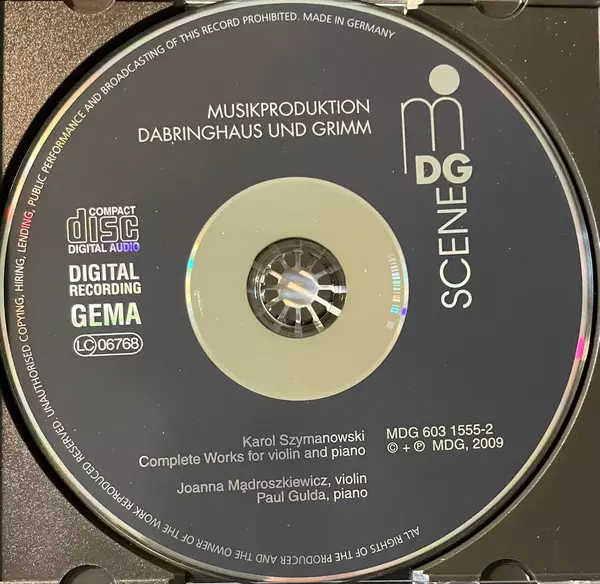 UNAUTHORISED COPYING, HIRING, LENDING, PUBLIC PERFORMANCE AND BROADCASTING OF THIS RECORD PROHIBITED. MADE IN GERMANY
MUSIKPRODUKTION
DABRINGHAUS UND GRIMM
mo
DG
SCENE
COMPACT
disc
DIGITAL AUDIO
DIGITAL
RECORDING
GEMA
LC 06768
Karol Szymanowski
Complete Works for violin and piano
Joanna Mądroszkiewicz, violin
Paul Gulda, piano
MDG 603 1555-2
© + ℗ MDG, 2009
ALL RIGHTS OF THE PRODUCER AND THE OWNER OF THE WORK REPRODUCED RESERVED.